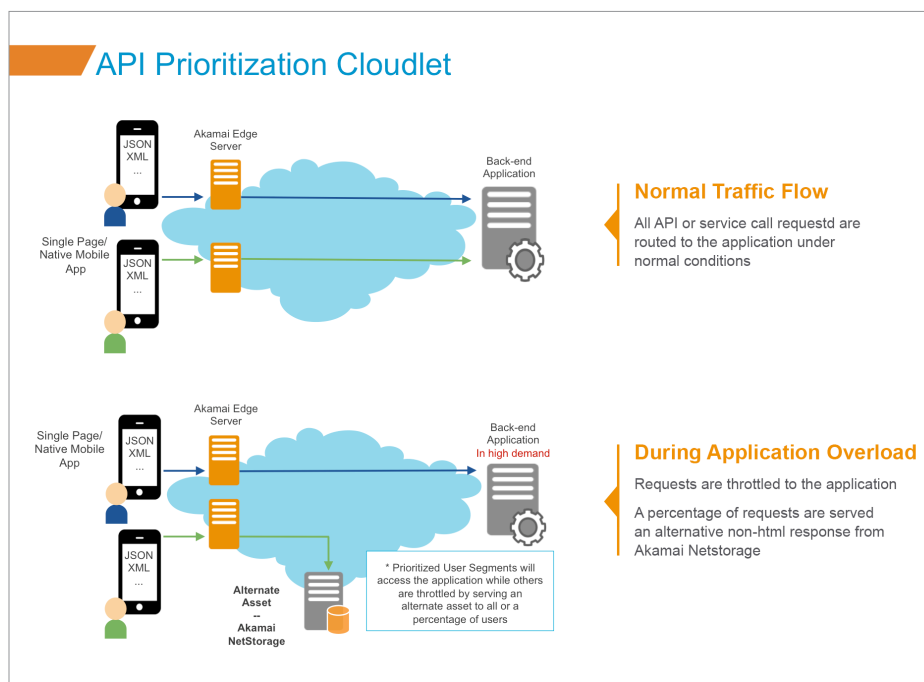 API Prioritization Cloudlet
JSON
XML
...
Akamai Edge
Server
Back-end
Application
Single Page/
Native Mobile
App
JSON
XML
...
Normal Traffic Flow
All API or service call requestd are
routed to the application under
normal conditions
Single Page/
Native Mobile
App
JSON
XML
...
Akamai Edge
Server
Back-end
Application
In high demand
JSON
XML
...
Alternate
Asset
--
Akamai
NetStorage
* Prioritized User Segments will
access the application while others
are throttled by serving an
alternate asset to all or a
percentage of users
During Application Overload
Requests are throttled to the application
A percentage of requests are served
an alternative non-html response from
Akamai Netstorage